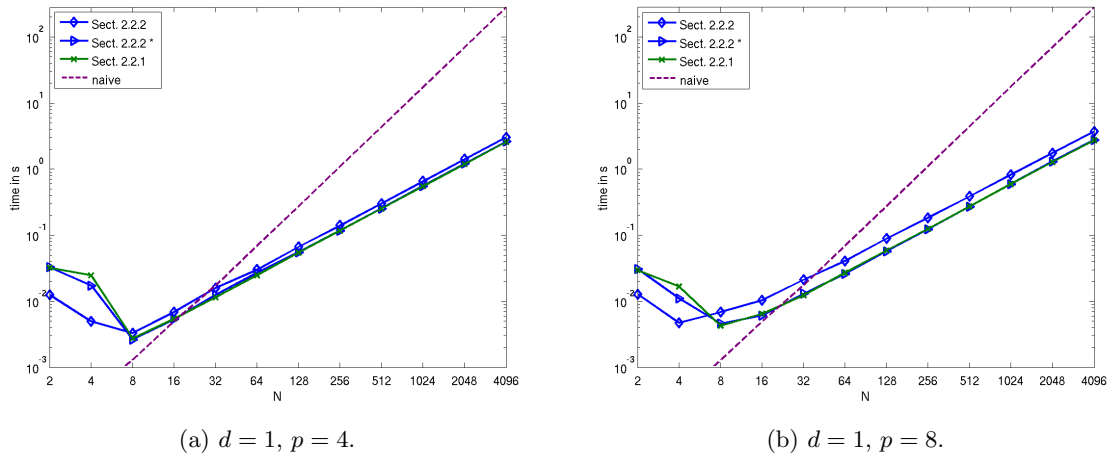 Sect. 2.2.2
Sect. 2.2.2 *
Sect. 2.2.1
naive
10^2
10^1
10^0
10^-1
10^-2
10^-3
time in s
2 4 8 16 32 64 128 256 512 1024 2048 4096
N
(a) d = 1, p = 4.
Sect. 2.2.2
Sect. 2.2.2 *
Sect. 2.2.1
naive
10^2
10^1
10^0
10^-1
10^-2
10^-3
time in s
2 4 8 16 32 64 128 256 512 1024 2048 4096
N
(b) d = 1, p = 8.